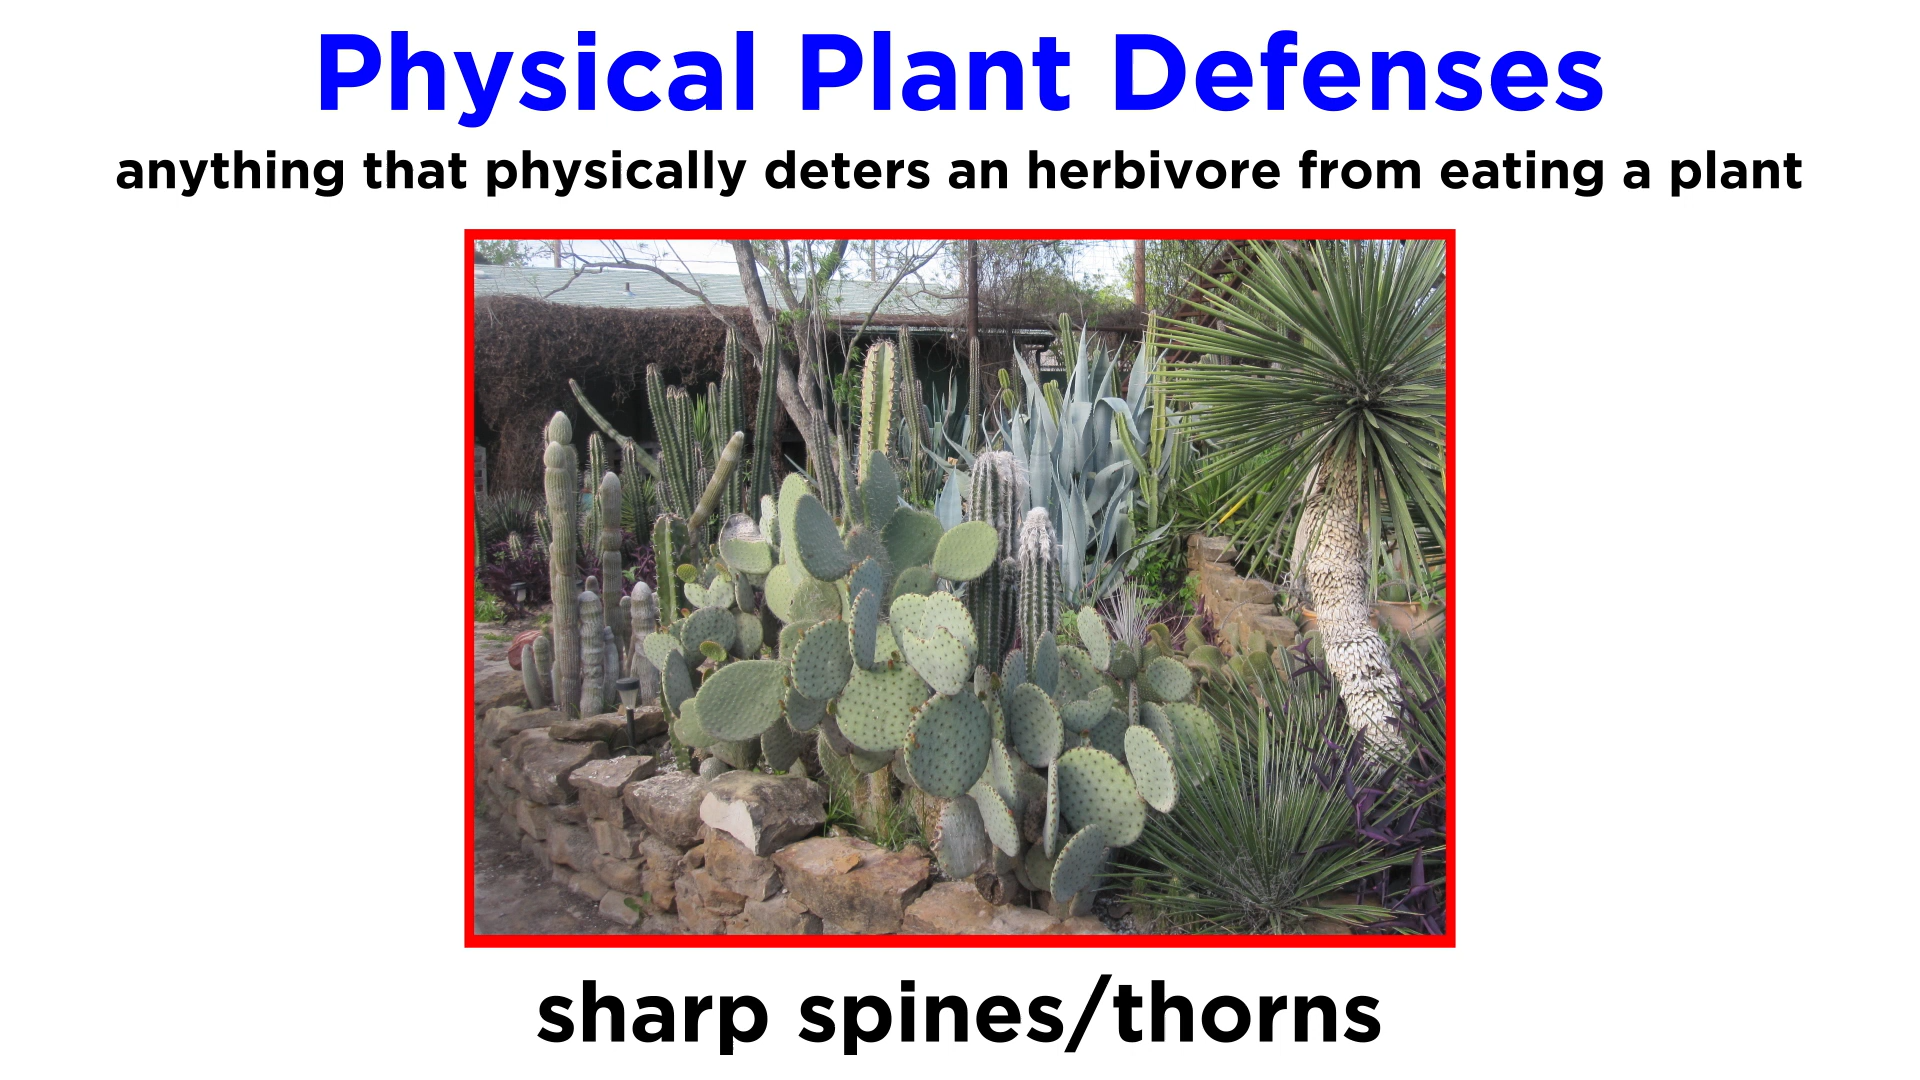 Physical Plant Defenses
anything that physically deters an herbivore from eating a plant
sharp spines/thorns